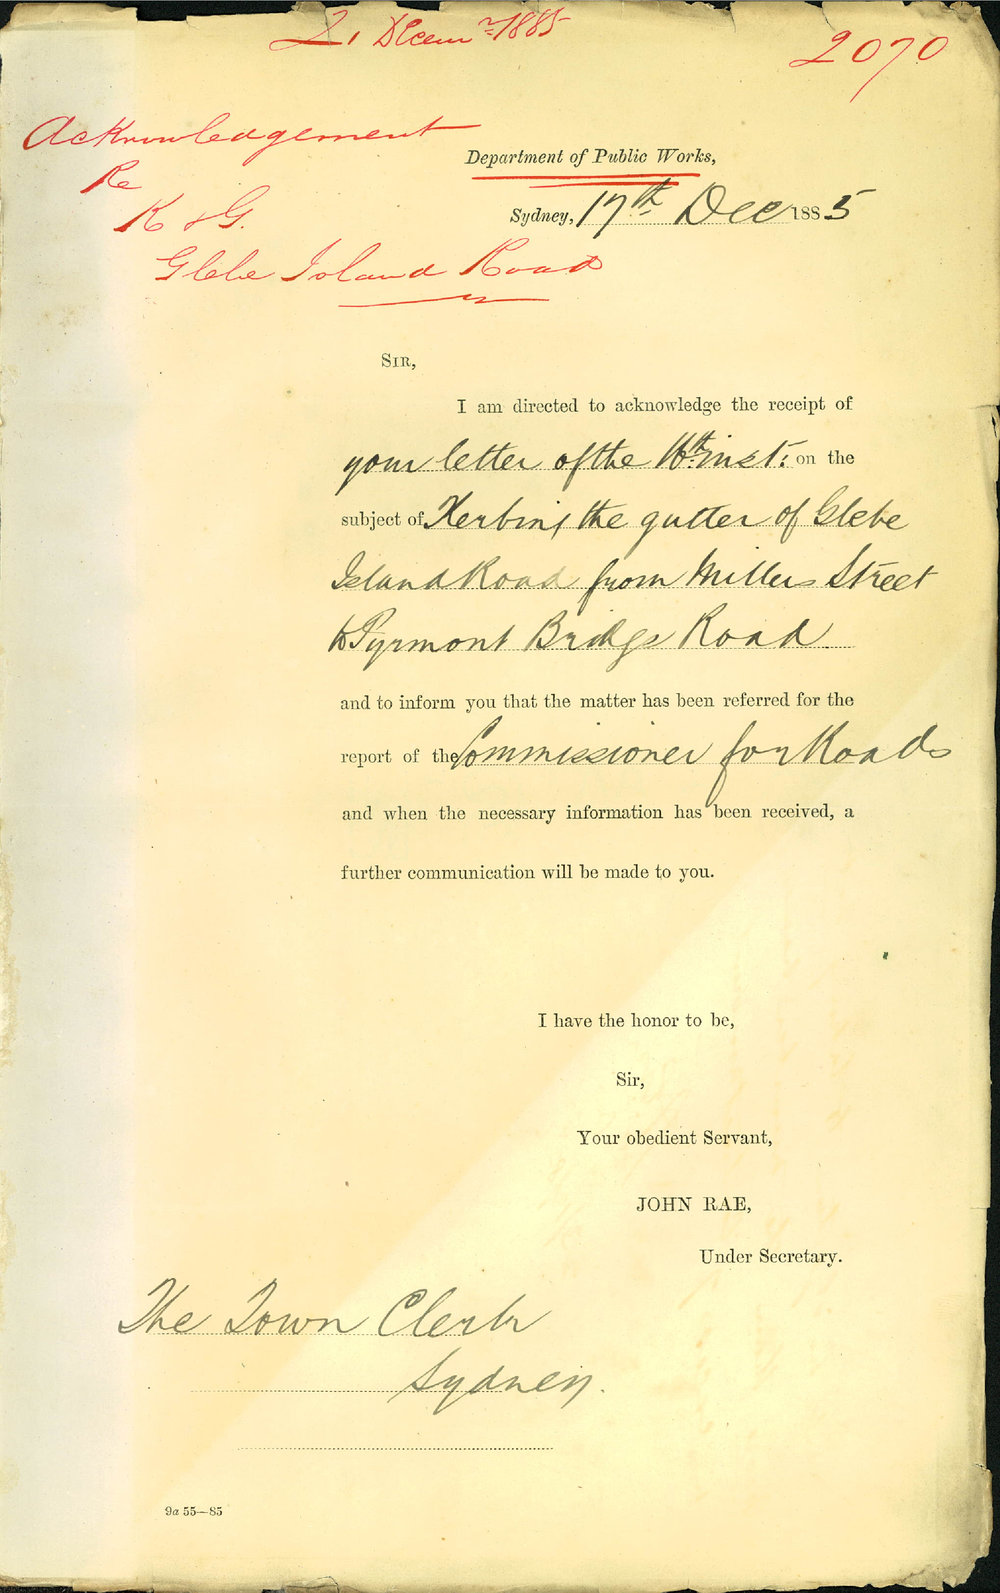 21 Decemr 1885
2070
Acknowledgement
Re
K & G.
Glebe Island Road
Department of Public Works,
Sydney, 17th Dec 1885
SIR,
I am directed to acknowledge the receipt of
your letter of the 16th inst: on the
subject of Kerbing the gutter of Glebe
Island Road from Millers Street
to Pyrmont Bridge Road
and to inform you that the matter has been referred for the
report of the Commissioner for Roads
and when the necessary information has been received, a
further communication will be made to you.
I have the honor to be,
Sir,
Your obedient Servant,
JOHN RAE,
Under Secretary.
The Town Clerk
Sydney.
9a 55—85